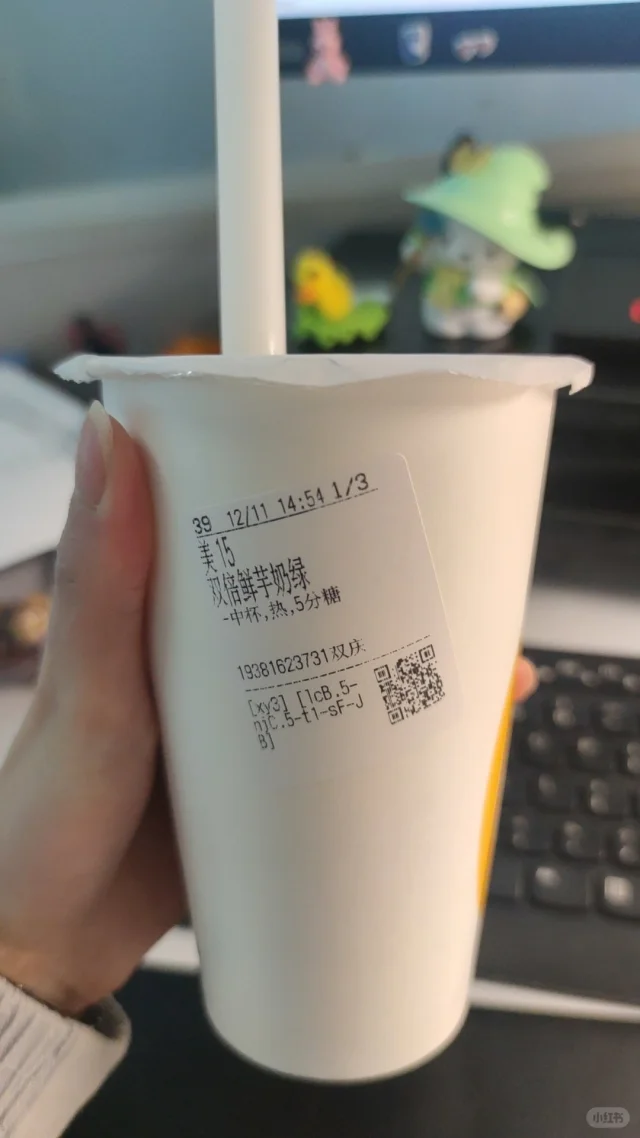 39 12/11 14:54 1/3
美15
双倍鲜芋奶绿
-中杯,热,5分糖
19381623731双庆
[xy3] [1cB.5-
njC.5-t1-sF-J
B]
小红书